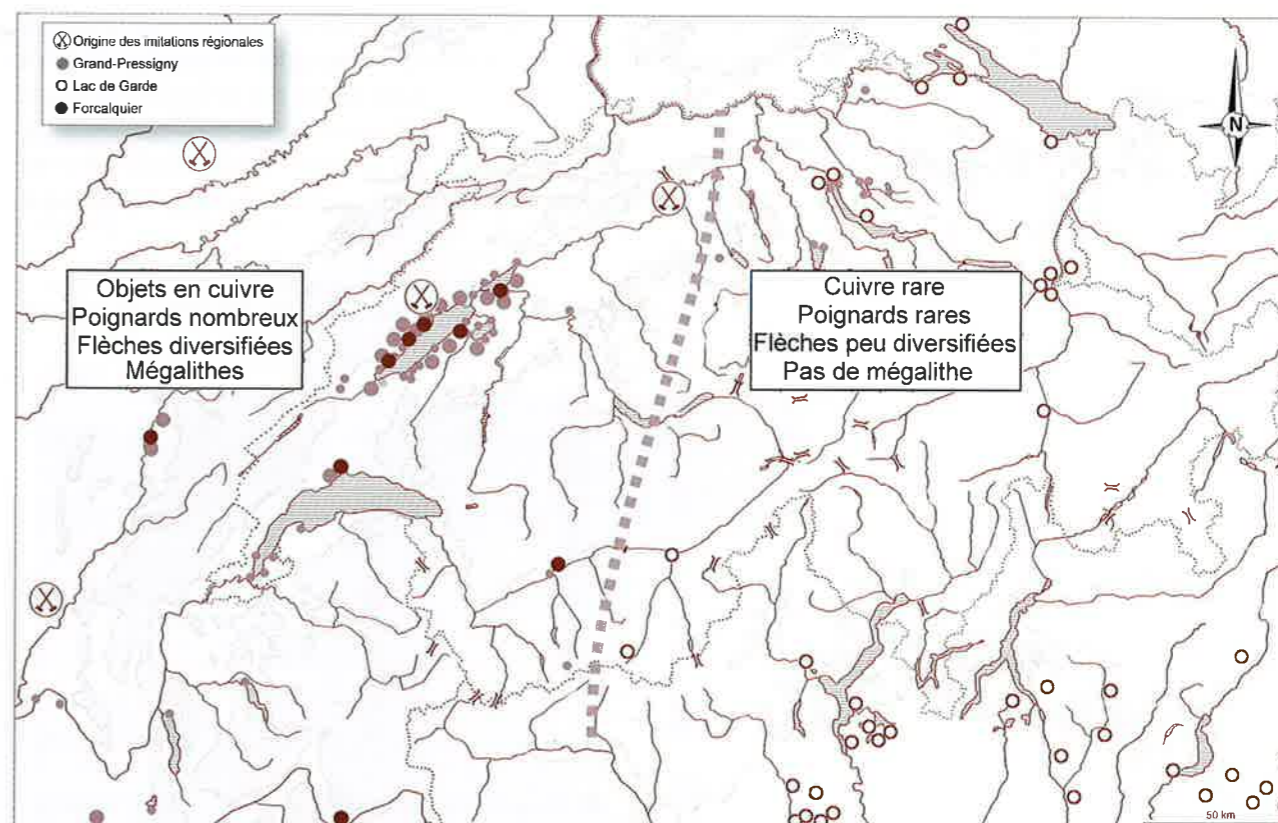 Origine des imitations régionales
Grand-Pressigny
Lac de Garde
Forcalquier
N
Objets en cuivre
Poignards nombreux
Flèches diversifiées
Mégalithes
Cuivre rare
Poignards rares
Flèches peu diversifiées
Pas de mégalithe
50 km